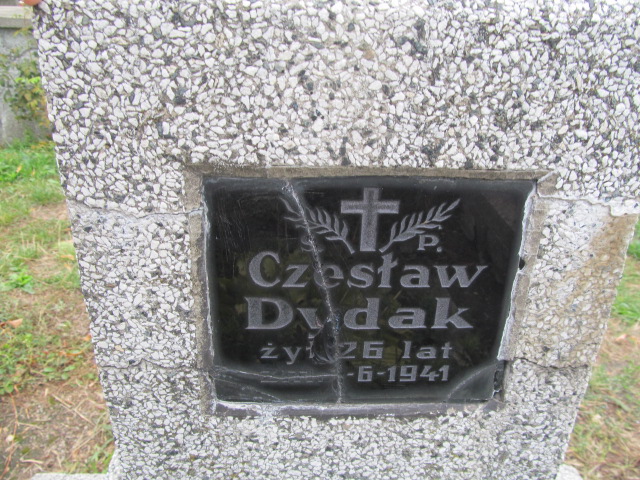 P.
Czesław
Dydak
żył 26 lat
-6-1941